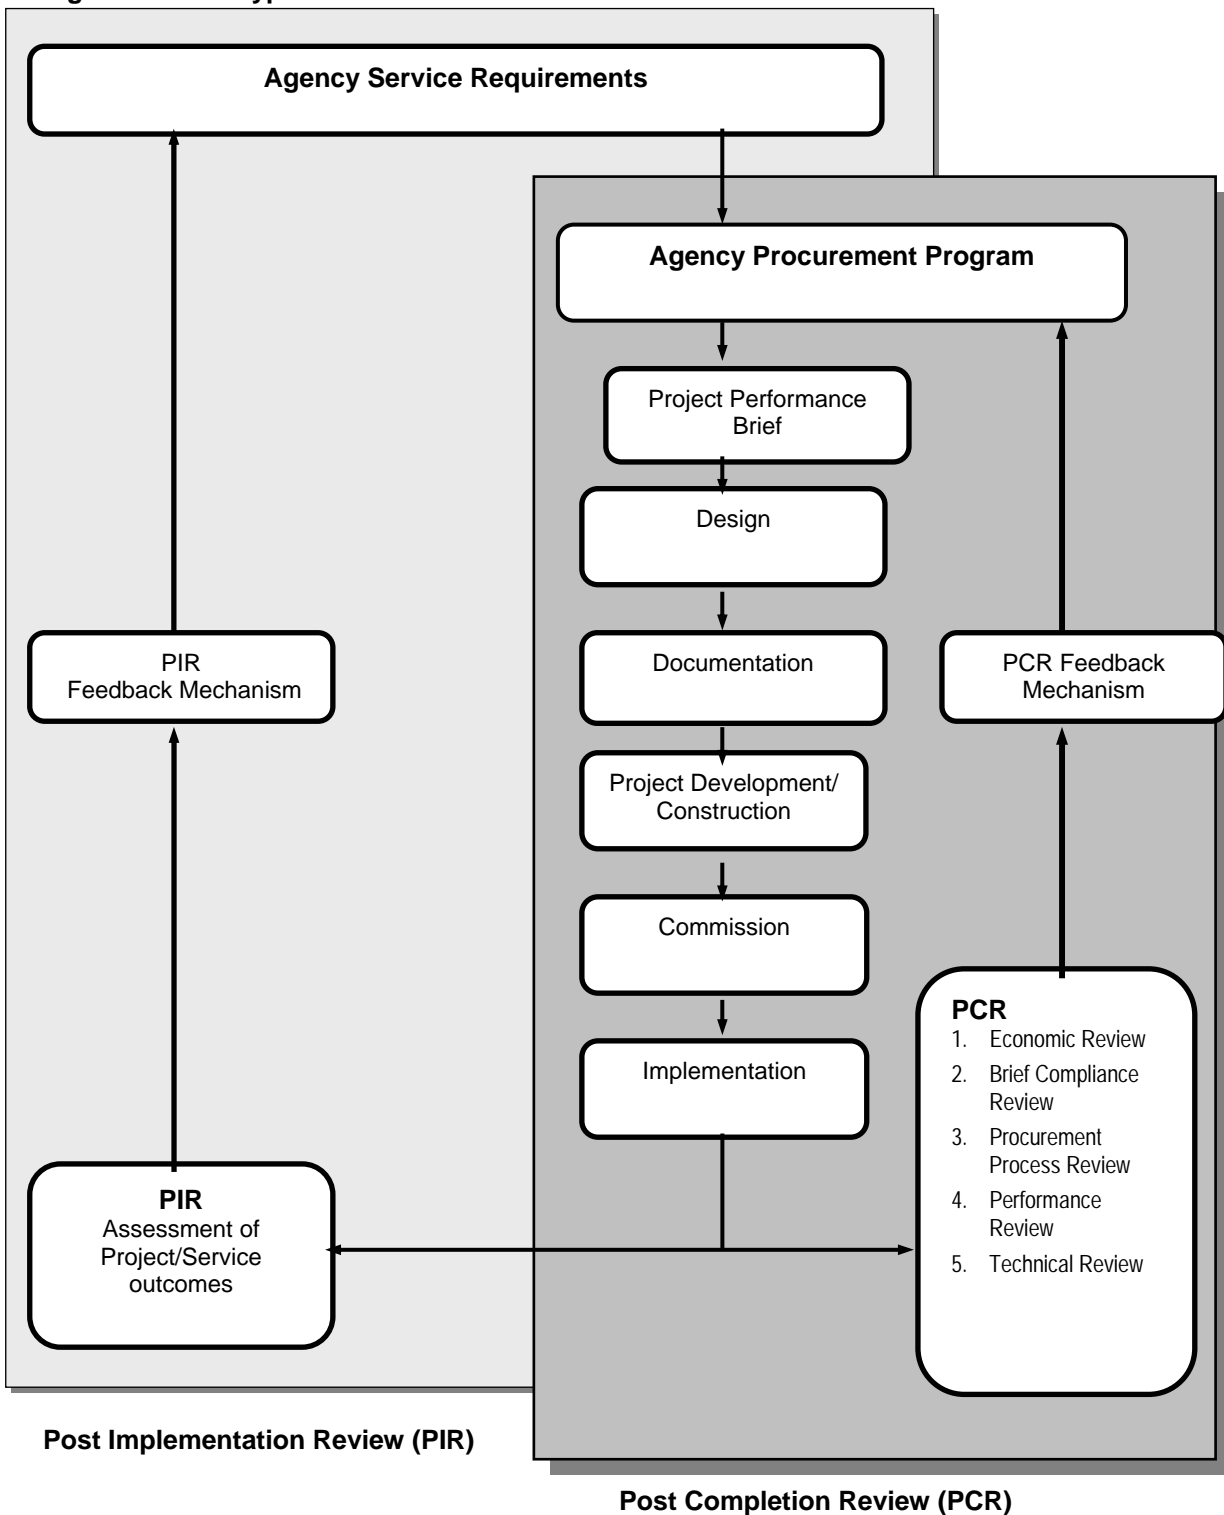 Agency Service Requirements
Agency Procurement Program
Project Performance
Brief
Design
Documentation
Project Development/
Construction
Commission
Implementation
PIR
Feedback Mechanism
PCR Feedback
Mechanism
PIR
Assessment of
Project/Service
outcomes
PCR
1. Economic Review
2. Brief Compliance
Review
3. Procurement
Process Review
4. Performance
Review
5. Technical Review
Post Implementation Review (PIR)
Post Completion Review (PCR)